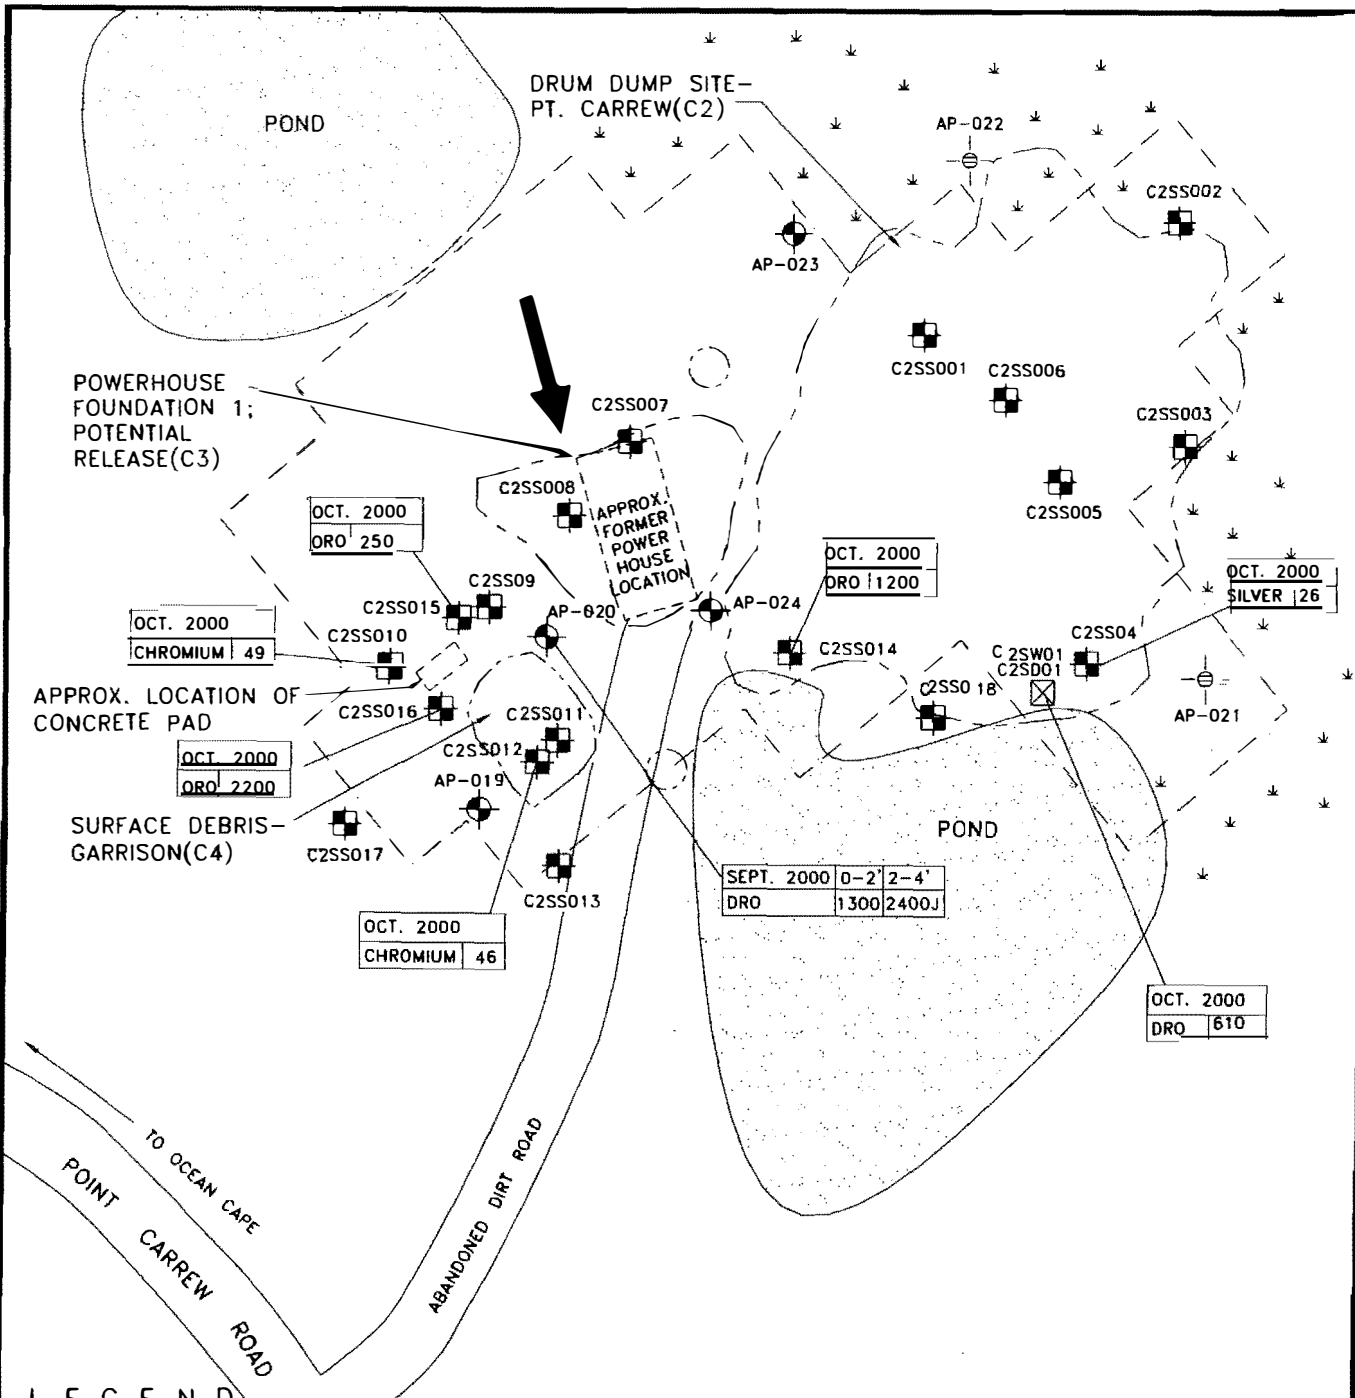 DRUM DUMP SITE-
PT. CARREW(C2)
POND
AP-022
C2SS002
AP-023
C2SS001
C2SS006
POWERHOUSE
FOUNDATION 1;
POTENTIAL
RELEASE(C3)
C2SS007
C2SS003
C2SS008
C2SS005
APPROX.
FORMER
POWER
HOUSE
LOCATION
OCT. 2000
ORO 250
OCT. 2000
DRO 1200
OCT. 2000
SILVER 26
C2SS09
C2SS015
AP-020
AP-024
OCT. 2000
CHROMIUM 49
C2SS010
C2SS014
C2SS04
C2SW01
C2SD01
APPROX. LOCATION OF
CONCRETE PAD
C2SS016
C2SS018
AP-021
C2SS011
C2SS012
OCT. 2000
ORO 2200
AP-019
SURFACE DEBRIS-
GARRISON(C4)
C2SS017
POND
C2SS013
SEPT. 2000 0-2' 2-4'
DRO 1300 2400J
OCT. 2000
CHROMIUM 46
OCT. 2000
DRO 610
TO OCEAN CAPE
POINT CARREW ROAD
ABANDONED DIRT ROAD
LEGEND